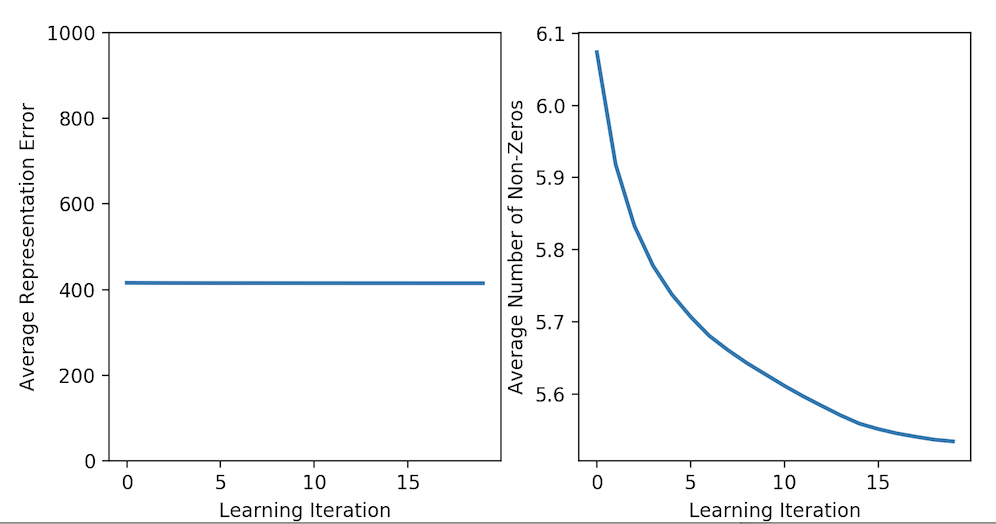 Average Representation Error
1000
800
600
400
200
0
0 5 10 15
Learning Iteration
Average Number of Non-Zeros
6.1
6.0
5.9
5.8
5.7
5.6
0 5 10 15
Learning Iteration